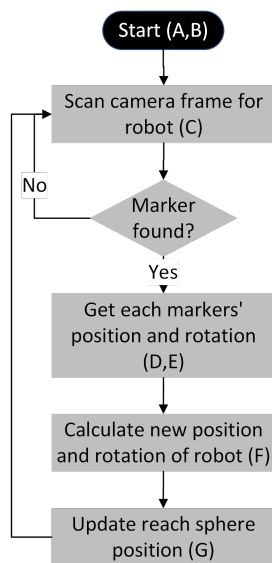 Start (A,B)
Scan camera frame for
robot (C)
Marker
found?
No
Yes
Get each markers'
position and rotation
(D,E)
Calculate new position
and rotation of robot (F)
Update reach sphere
position (G)